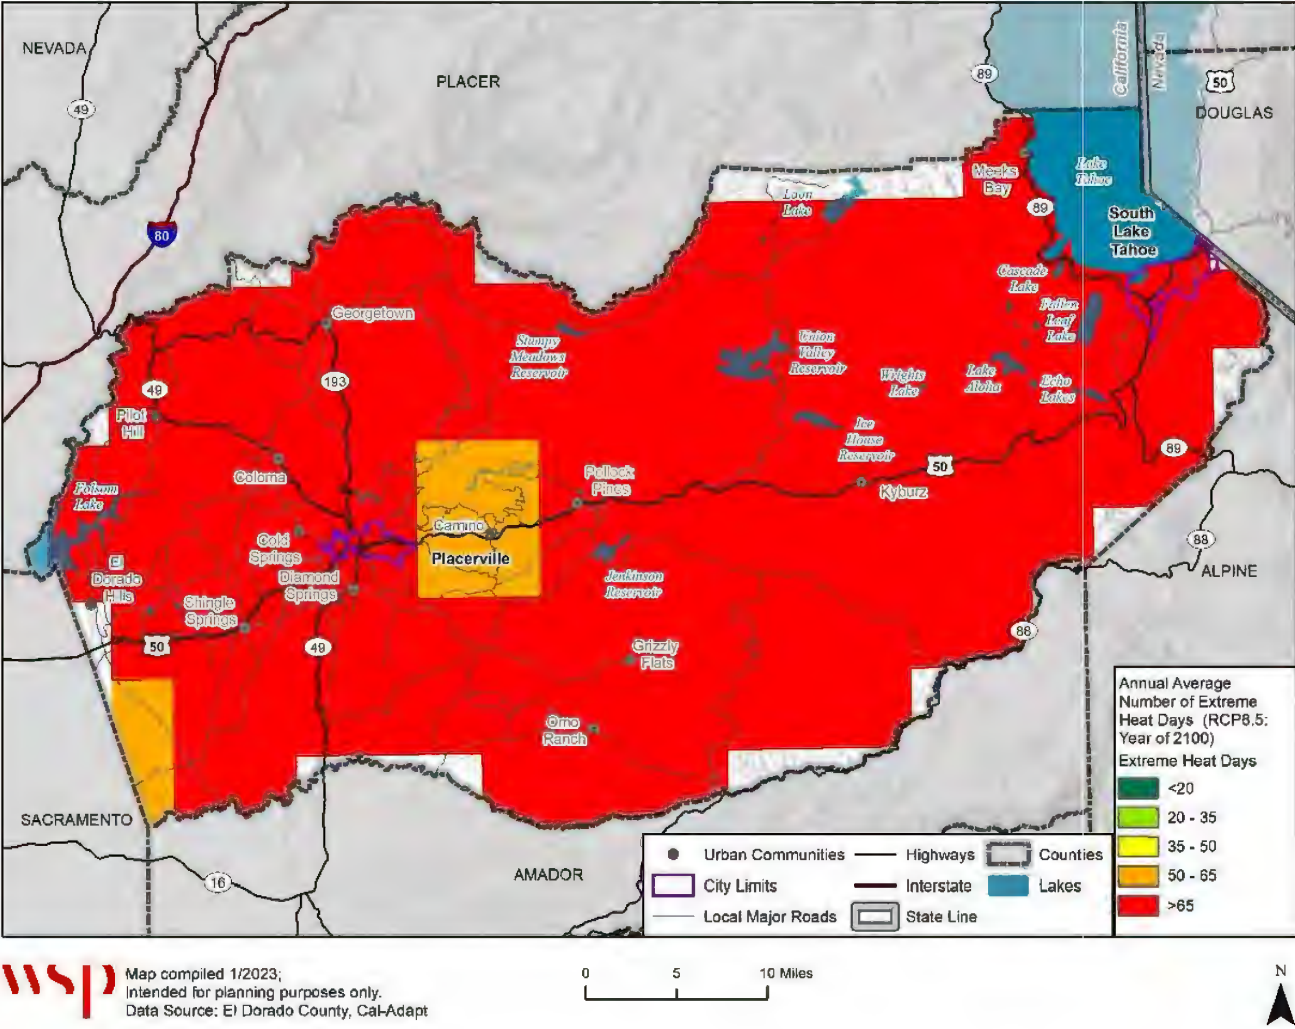 NEVADA
49
PLACER
89
California
Nevada
50
DOUGLAS
80
Loon
Lake
Meeks
Bay
Lake
Tahoe
89
South
Lake
Tahoe
Cascade
Lake
Fallen
Leaf
Lake
Georgetown
Stumpy
Meadows
Reservoir
Union
Valley
Reservoir
Wrights
Lake
Lake
Aloha
Echo
Lakes
49
193
Pilot
Hill
Ice
House
Reservoir
89
50
Coloma
Pollock
Pines
Kyburz
Folsom
Lake
Camino
Placerville
Cold
Springs
Diamond
Springs
El
Dorado
Hills
Shingle
Springs
Jenkinson
Reservoir
88
ALPINE
50
49
88
Grizzly
Flats
Omo
Ranch
SACRAMENTO
16
AMADOR
Annual Average
Number of Extreme
Heat Days (RCP8.5:
Year of 2100)
Extreme Heat Days
<20
20 - 35
35 - 50
50 - 65
>65
Urban Communities
Highways
Counties
City Limits
Interstate
Lakes
Local Major Roads
State Line
wsp
Map compiled 1/2023;
intended for planning purposes only.
Data Source: El Dorado County, Cal-Adapt
0 5 10 Miles
N